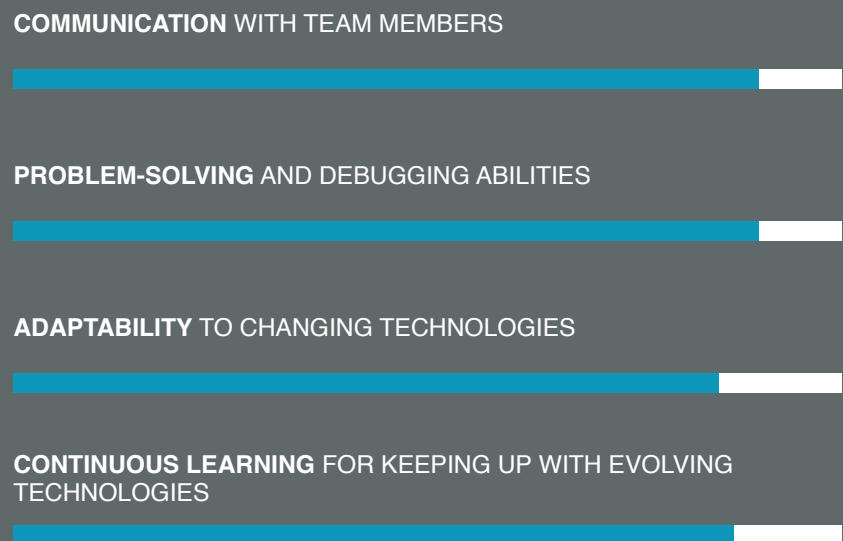 COMMUNICATION WITH TEAM MEMBERS
PROBLEM-SOLVING AND DEBUGGING ABILITIES
ADAPTABILITY TO CHANGING TECHNOLOGIES
CONTINUOUS LEARNING FOR KEEPING UP WITH EVOLVING
TECHNOLOGIES